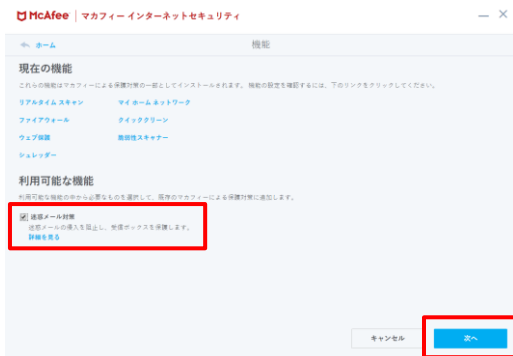 McAfee | マカフィー インターネットセキュリティ
ホーム
機能
現在の機能
これらの機能はマカフィーによる保護対策の一部としてインストールされます。 機能の設定を確認するには、下のリンクをクリックしてください。
リアルタイム スキャン マイ ホーム ネットワーク
ファイアウォール クイッククリーン
ウェブ保護 脆弱性スキャナー
シュレッダー
利用可能な機能
利用可能な機能の中から必要なものを選択して、既存のマカフィーによる保護対策に追加します。
迷惑メール対策
迷惑メールの侵入を阻止し、受信ボックスを保護します。
詳細を見る
キャンセル 次へ